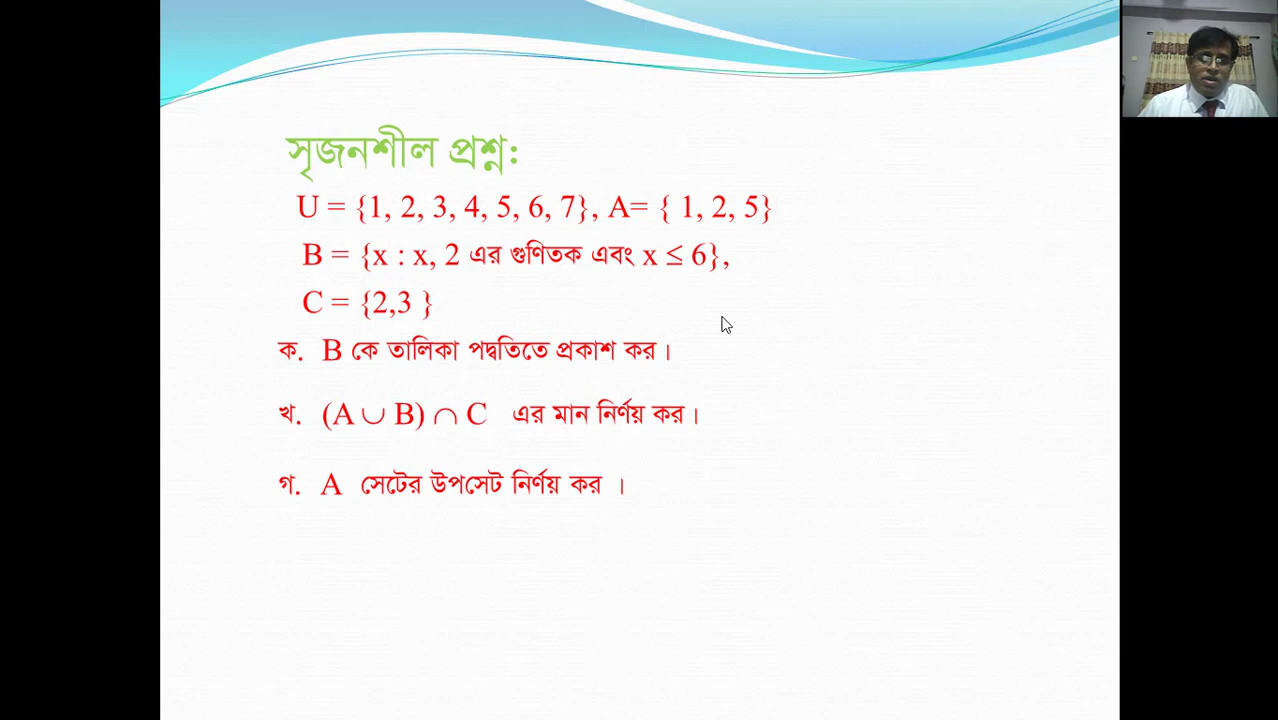 সৃজনশীল প্রশ্ন:
U = {1, 2, 3, 4, 5, 6, 7}, A= { 1, 2, 5}
B = {x : x, 2 এর গুণিতক এবং x ≤ 6},
C = {2,3 }
ক. B কে তালিকা পদ্বতিতে প্রকাশ কর।
খ. (A ∪ B) ∩ C এর মান নির্ণয় কর।
গ. A সেটের উপসেট নির্ণয় কর ।